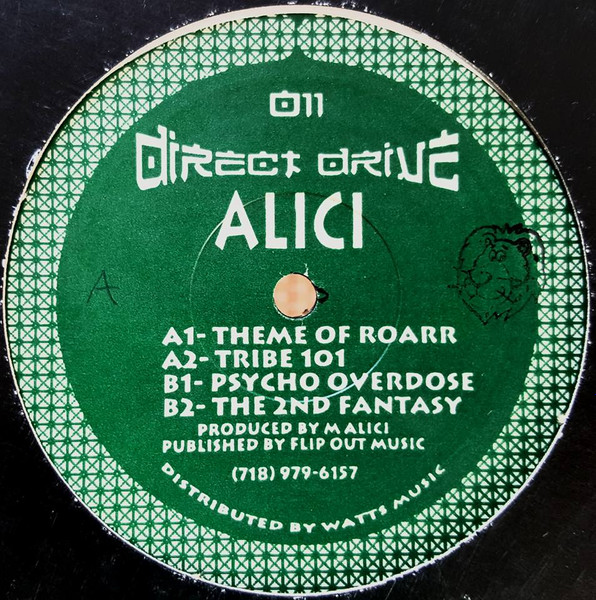 011
DIRECT DRIVE
ALICI
A
A1- THEME OF ROARR
A2- TRIBE 101
B1- PSYCHO OVERDOSE
B2- THE 2ND FANTASY
PRODUCED BY M ALICI
PUBLISHED BY FLIP OUT MUSIC
(718) 979-6157
DISTRIBUTED BY WATTS MUSIC